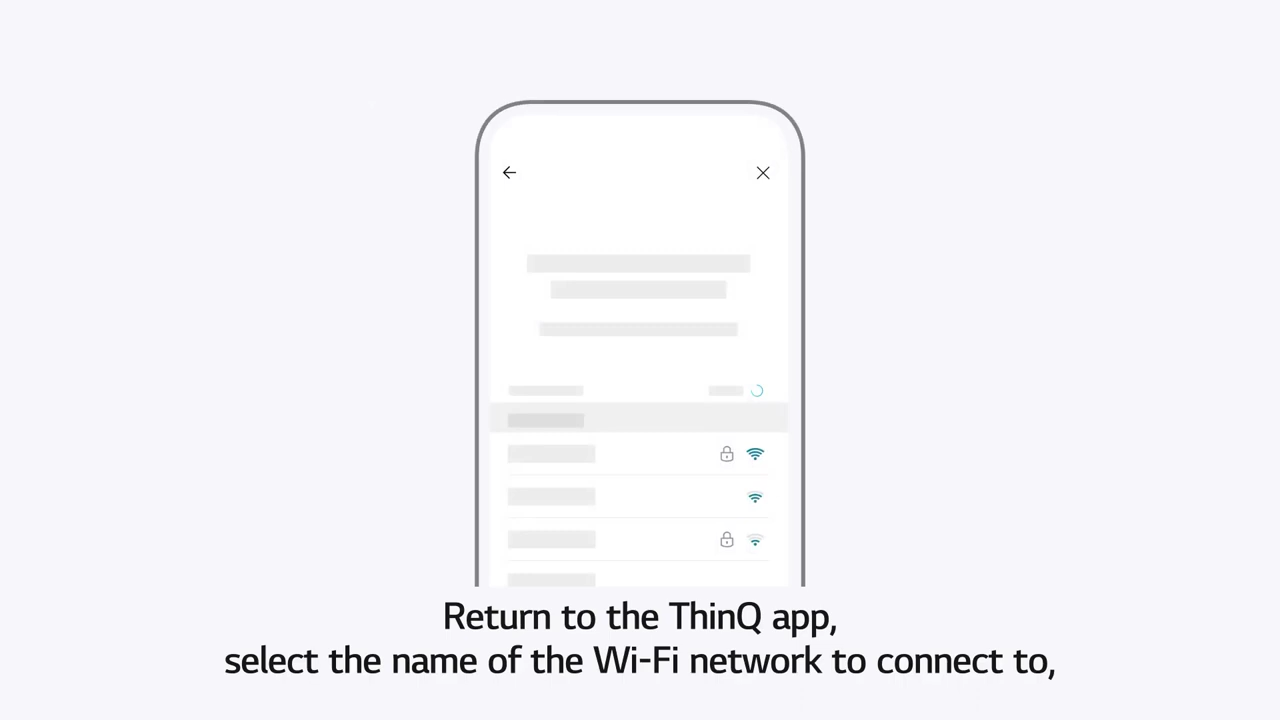 Return to the ThinQ app,
select the name of the Wi-Fi network to connect to,